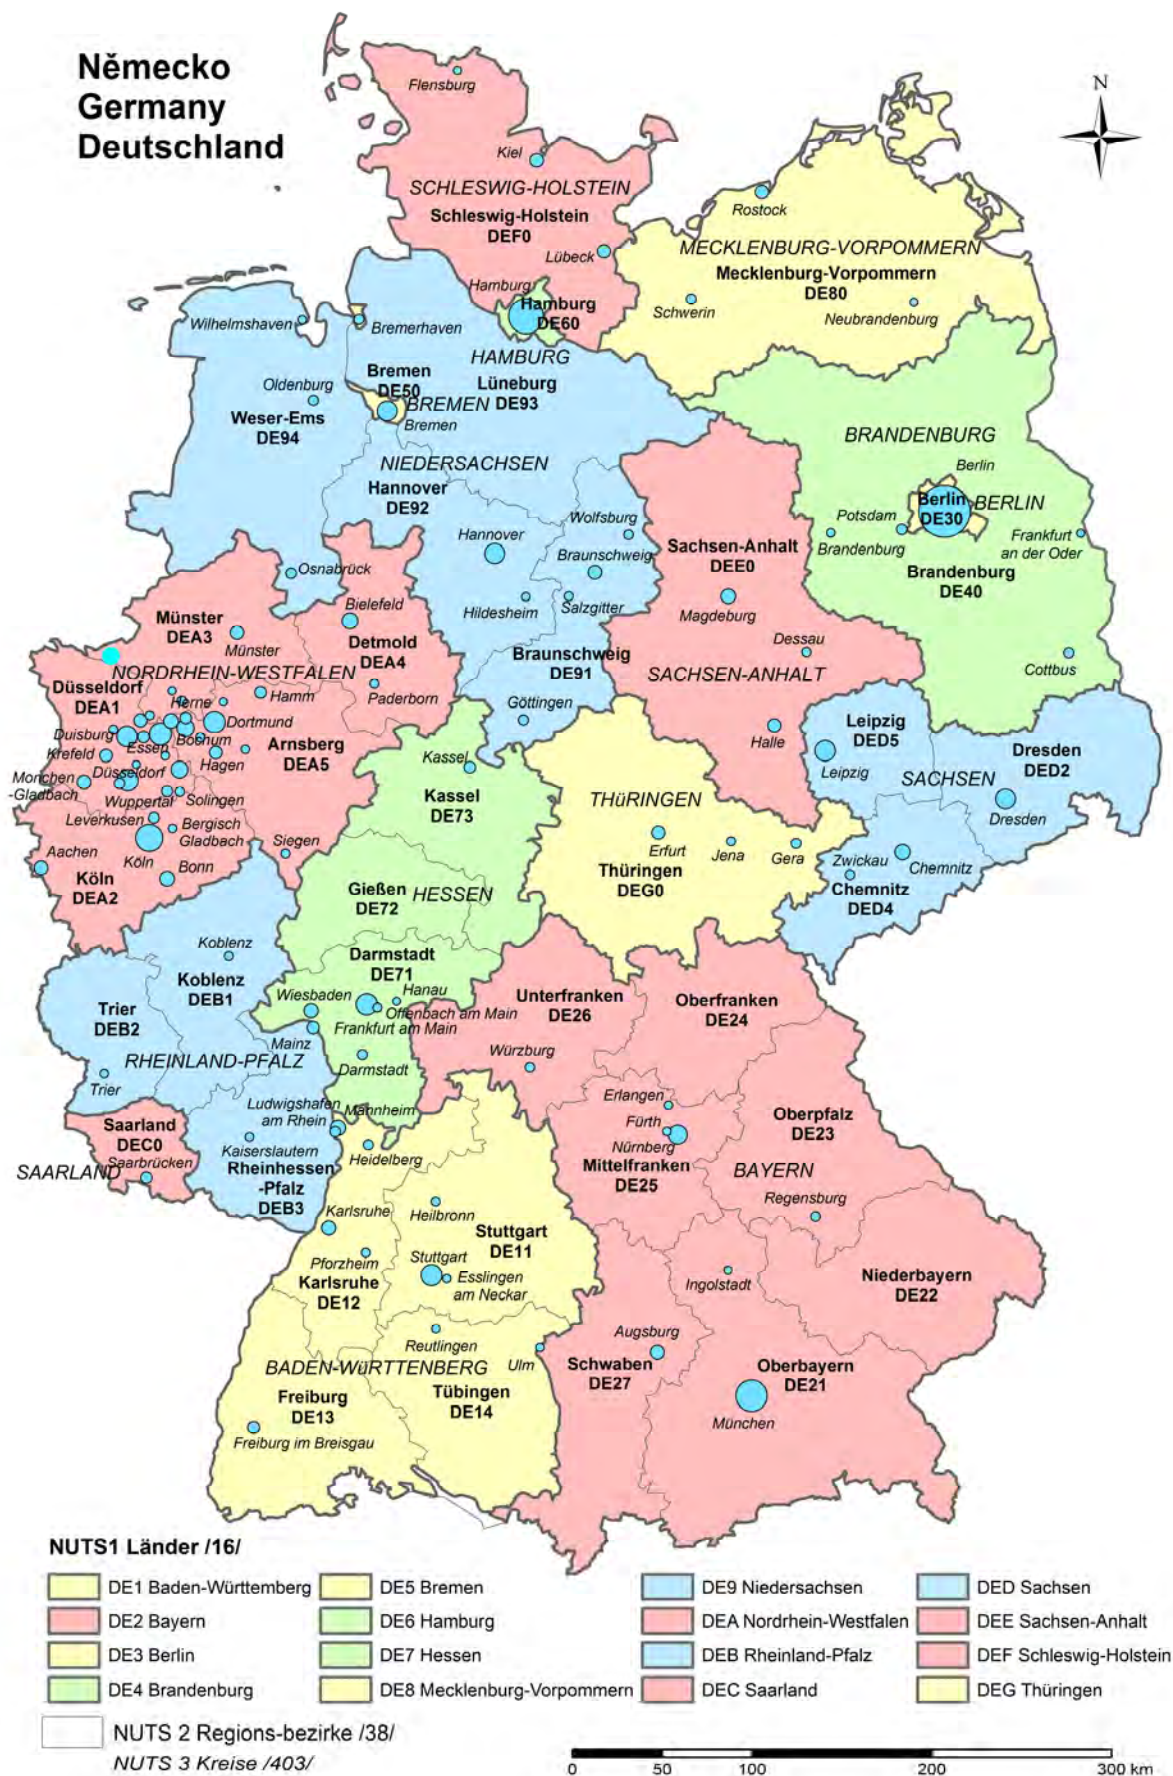 Německo
Germany
Deutschland
N
Flensburg
Kiel
SCHLESWIG-HOLSTEIN
Schleswig-Holstein
DEF0
Lübeck
Rostock
MECKLENBURG-VORPOMMERN
Mecklenburg-Vorpommern
DE80
Schwerin
Neubrandenburg
Hamburg
Hamburg
DE60
HAMBURG
Wilhelmshaven
Bremerhaven
Bremen
DE50
BREMEN
Bremen
Lüneburg
DE93
Oldenburg
Weser-Ems
DE94
NIEDERSACHSEN
Hannover
DE92
Hannover
Wolfsburg
Braunschweig
Osnabrück
Hildesheim
Salzgitter
Braunschweig
DE91
Göttingen
BRANDENBURG
Berlin
Berlin
DE30
BERLIN
Potsdam
Brandenburg
Frankfurt
an der Oder
Brandenburg
DE40
Cottbus
Sachsen-Anhalt
DEE0
Magdeburg
Dessau
SACHSEN-ANHALT
Halle
Münster
DEA3
Münster
Bielefeld
Detmold
DEA4
Paderborn
NORDRHEIN-WESTFALEN
Düsseldorf
DEA1
Herne
Hamm
Dortmund
Duisburg
Essen
Bochum
Arnsberg
DEA5
Krefeld
Hagen
Mönchen
-Gladbach
Düsseldorf
Wuppertal
Solingen
Leverkusen
Bergisch
Gladbach
Aachen
Köln
Bonn
Köln
DEA2
Siegen
Kassel
Kassel
DE73
Gießen
DE72
HESSEN
Darmstadt
DE71
Wiesbaden
Hanau
Offenbach am Main
Frankfurt am Main
Mainz
Darmstadt
THüRINGEN
Erfurt
Jena
Gera
Thüringen
DEG0
Leipzig
DED5
Leipzig
Dresden
DED2
SACHSEN
Dresden
Zwickau
Chemnitz
Chemnitz
DED4
Koblenz
Koblenz
DEB1
Trier
DEB2
RHEINLAND-PFALZ
Trier
Saarland
DEC0
Saarbrücken
SAARLAND
Ludwigshafen
am Rhein
Mannheim
Kaiserslautern
Rheinhessen
-Pfalz
DEB3
Heidelberg
Unterfranken
DE26
Würzburg
Oberfranken
DE24
Erlangen
Fürth
Nürnberg
Mittelfranken
DE25
Oberpfalz
DE23
BAYERN
Regensburg
Niederbayern
DE22
Ingolstadt
Karlsruhe
Heilbronn
Stuttgart
DE11
Pforzheim
Stuttgart
Esslingen
am Neckar
Karlsruhe
DE12
Reutlingen
Ulm
BADEN-WüRTTENBERG
Tübingen
DE14
Freiburg
DE13
Freiburg im Breisgau
Augsburg
Schwaben
DE27
Oberbayern
DE21
München
NUTS1 Länder /16/
DE1 Baden-Württemberg
DE2 Bayern
DE3 Berlin
DE4 Brandenburg
DE5 Bremen
DE6 Hamburg
DE7 Hessen
DE8 Mecklenburg-Vorpommern
DE9 Niedersachsen
DEA Nordrhein-Westfalen
DEB Rheinland-Pfalz
DEC Saarland
DED Sachsen
DEE Sachsen-Anhalt
DEF Schleswig-Holstein
DEG Thüringen
NUTS 2 Regions-bezirke /38/
NUTS 3 Kreise /403/
0 50 100 200 300 km